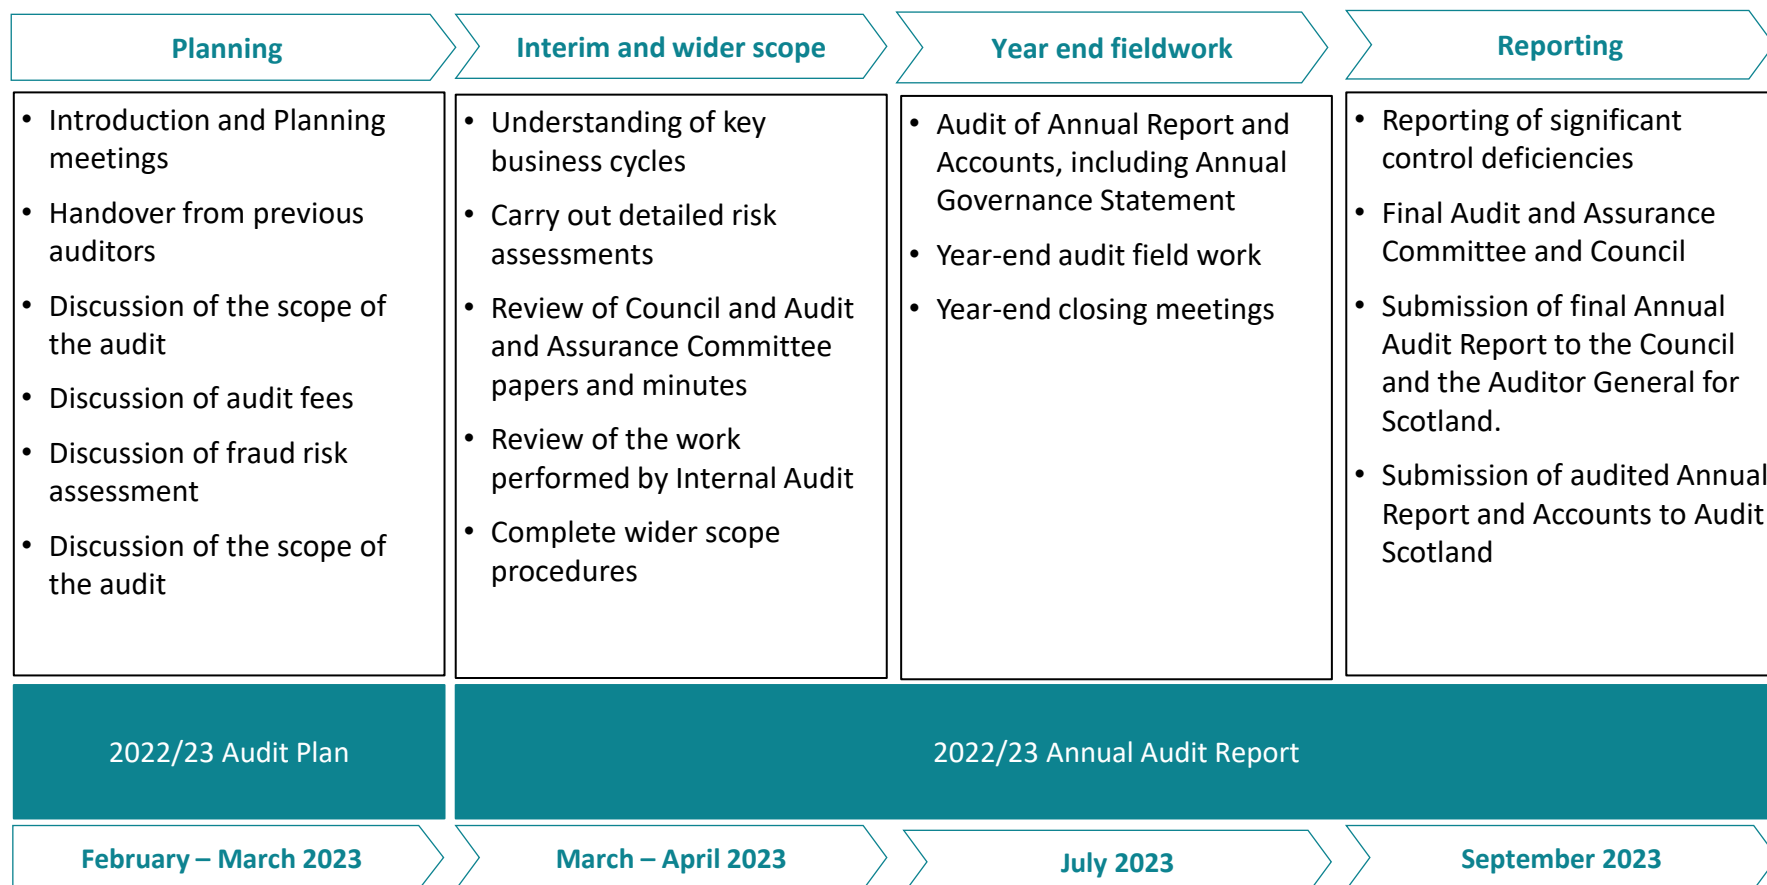 Planning
Interim and wider scope
Year end fieldwork
Reporting
• Introduction and Planning
meetings
• Handover from previous
auditors
• Discussion of the scope of
the audit
• Discussion of audit fees
• Discussion of fraud risk
assessment
• Discussion of the scope of
the audit
• Understanding of key
business cycles
• Carry out detailed risk
assessments
• Review of Council and Audit
and Assurance Committee
papers and minutes
• Review of the work
performed by Internal Audit
• Complete wider scope
procedures
• Audit of Annual Report and
Accounts, including Annual
Governance Statement
• Year-end audit field work
• Year-end closing meetings
• Reporting of significant
control deficiencies
• Final Audit and Assurance
Committee and Council
• Submission of final Annual
Audit Report to the Council
and the Auditor General for
Scotland.
• Submission of audited Annual
Report and Accounts to Audit
Scotland
2022/23 Audit Plan
2022/23 Annual Audit Report
February – March 2023
March – April 2023
July 2023
September 2023